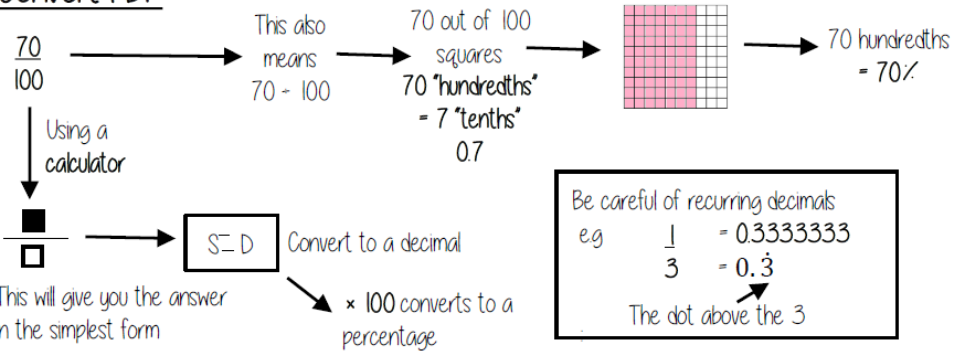 70
100
This also
means
70 ÷ 100
70 out of 100
squares
70 "hundredths"
= 7 "tenths"
0.7
70 hundredths
= 70%
Using a
calculator
S⇔D
Convert to a decimal
This will give you the answer
in the simplest form
× 100 converts to a
percentage
Be careful of recurring decimals
eg 1 = 0.3333333
3 = 0.3̇
The dot above the 3